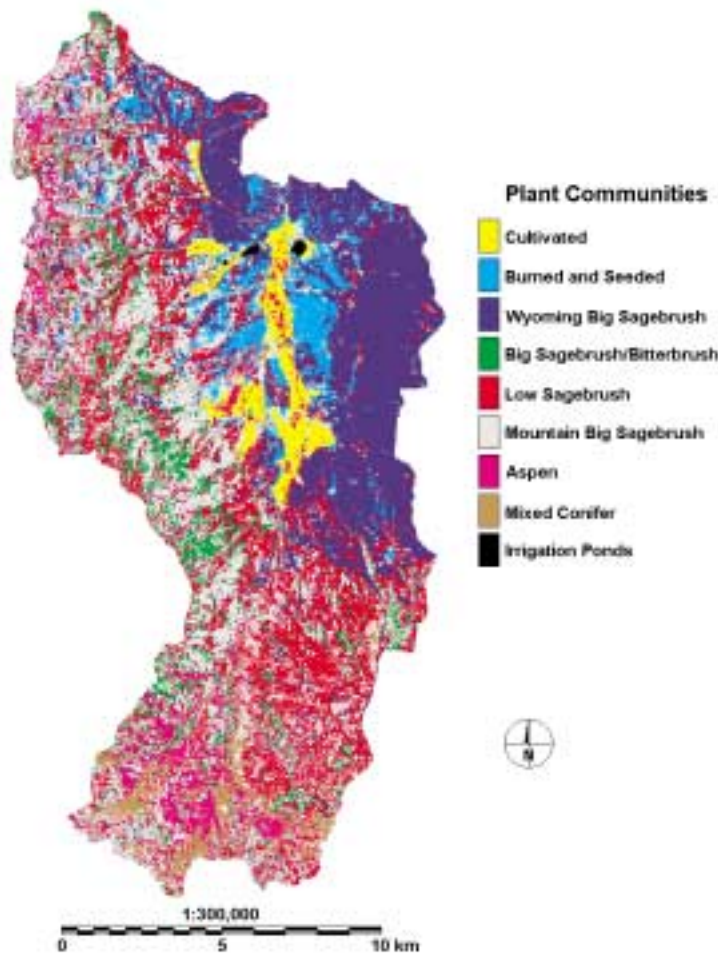 Plant Communities
Cultivated
Burned and Seeded
Wyoming Big Sagebrush
Big Sagebrush/Bitterbrush
Low Sagebrush
Mountain Big Sagebrush
Aspen
Mixed Conifer
Irrigation Ponds
N
1:300,000
0 5 10 km